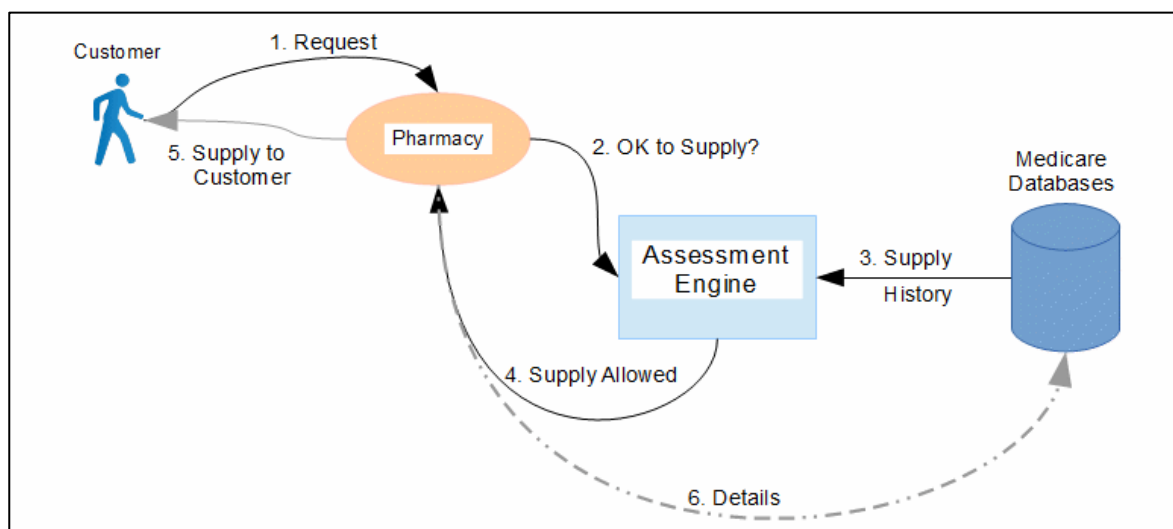 Customer
1. Request
Pharmacy
2. OK to Supply?
5. Supply to
Customer
Medicare
Databases
Assessment
Engine
3. Supply
History
4. Supply Allowed
6. Details